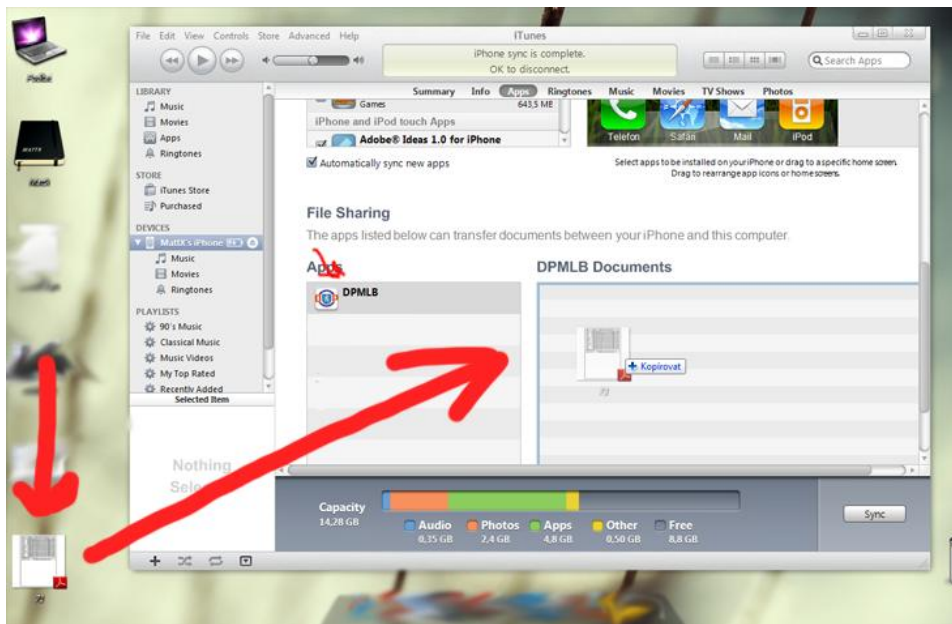 File Edit View Controls Store Advanced Help
iTunes
iPhone sync is complete.
OK to disconnect.
Search Apps
LIBRARY
Music
Movies
Apps
Ringtones
STORE
iTunes Store
Purchased
DEVICES
MattX's iPhone
Music
Movies
Ringtones
PLAYLISTS
90's Music
Classical Music
Music Videos
My Top Rated
Recently Added
Selected Item
Nothing
Summary Info Apps Ringtones Music Movies TV Shows Photos
Games 643,5 MB
iPhone and iPod touch Apps
Adobe® Ideas 1.0 for iPhone
Automatically sync new apps
Telefon Safari Mail iPod
Select apps to be installed on your iPhone or drag to a specific home screen.
Drag to rearrange app icons or home screens.
File Sharing
The apps listed below can transfer documents between your iPhone and this computer.
Apps
DPMLB
DPMLB Documents
Kopírovat
Capacity
14,28 GB
Audio
0,35 GB
Photos
2,4 GB
Apps
4,8 GB
Other
0,50 GB
Free
8,8 GB
Sync